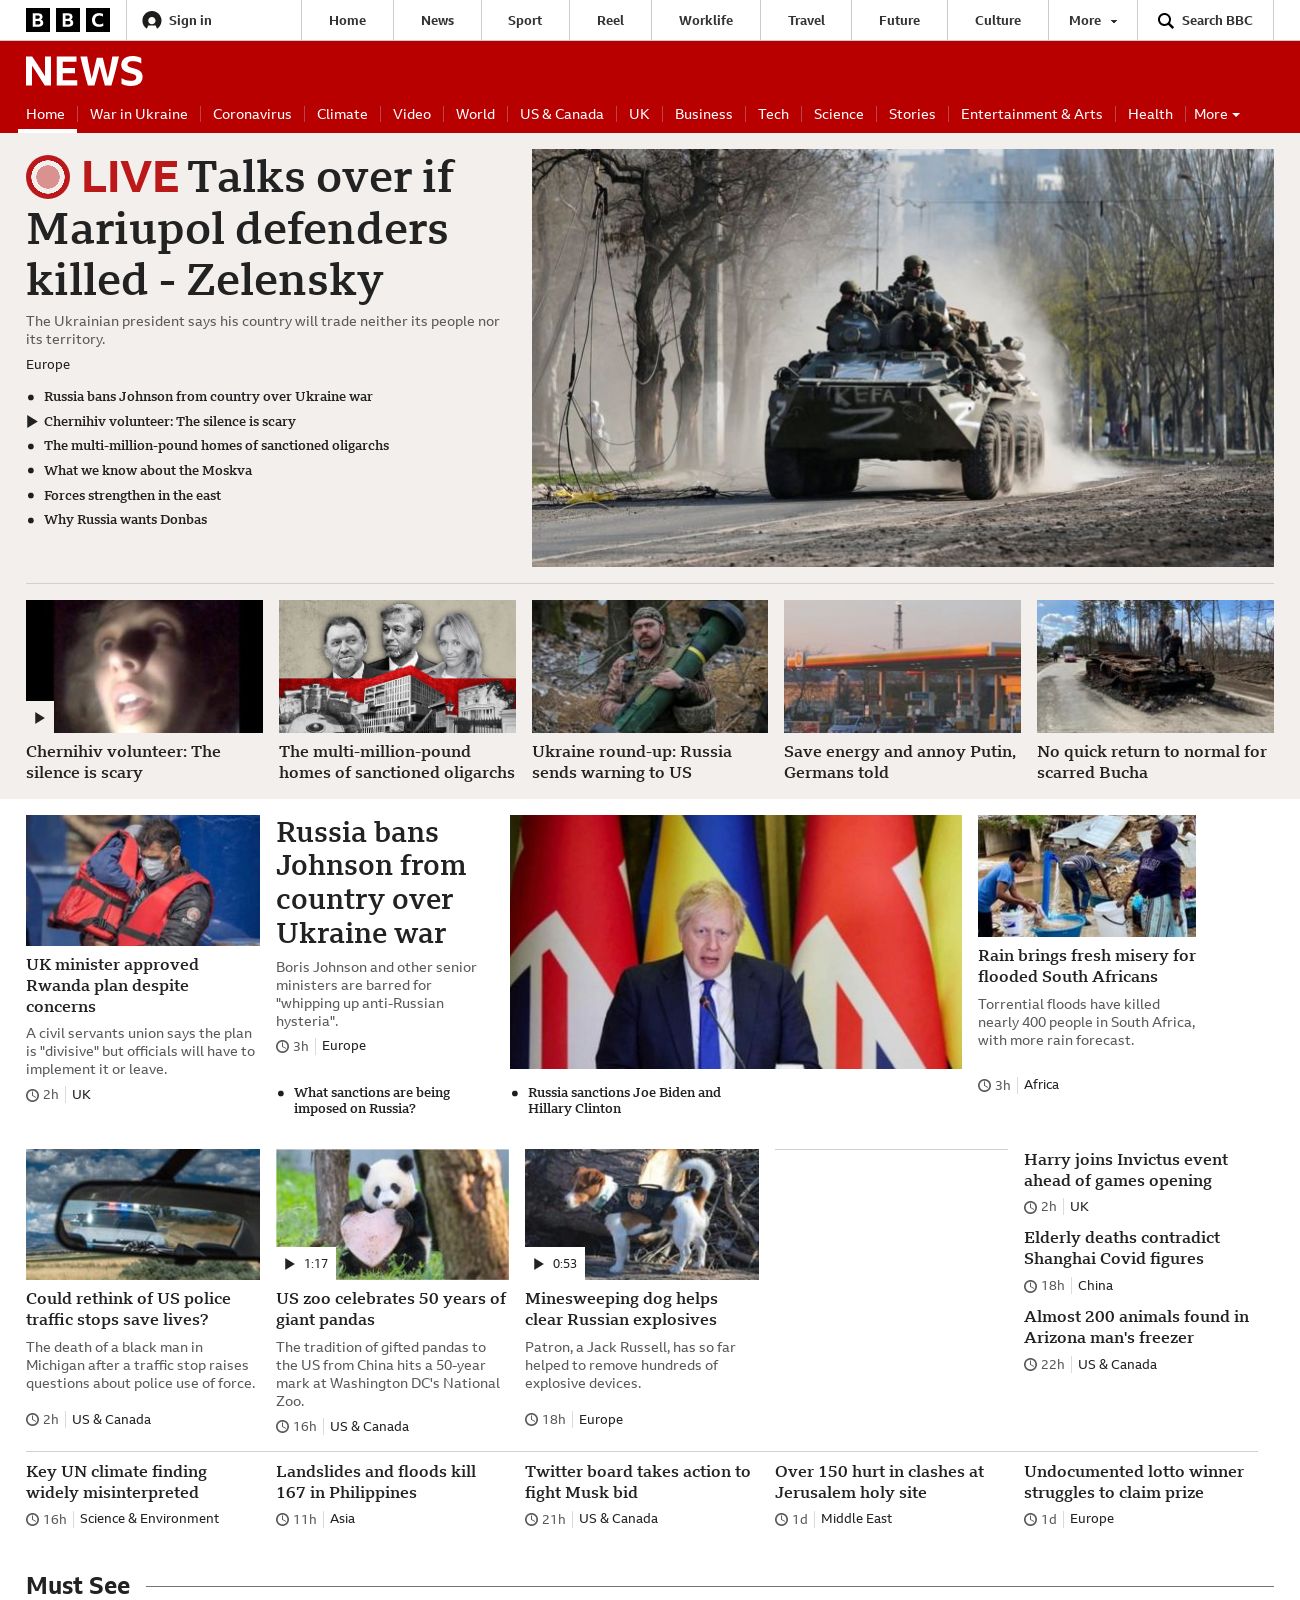 BBC
Sign in
Home
News
Sport
Reel
Worklife
Travel
Future
Culture
More
Search BBC
NEWS
Home
War in Ukraine
Coronavirus
Climate
Video
World
US & Canada
UK
Business
Tech
Science
Stories
Entertainment & Arts
Health
More
LIVE Talks over if
Mariupol defenders
killed - Zelensky
The Ukrainian president says his country will trade neither its people nor
its territory.
Europe
Russia bans Johnson from country over Ukraine war
Chernihiv volunteer: The silence is scary
The multi-million-pound homes of sanctioned oligarchs
What we know about the Moskva
Forces strengthen in the east
Why Russia wants Donbas
KEFA
Z
Z
Chernihiv volunteer: The
silence is scary
The multi-million-pound
homes of sanctioned oligarchs
Ukraine round-up: Russia
sends warning to US
Save energy and annoy Putin,
Germans told
No quick return to normal for
scarred Bucha
UK minister approved
Rwanda plan despite
concerns
A civil servants union says the plan
is "divisive" but officials will have to
implement it or leave.
2h
UK
Russia bans
Johnson from
country over
Ukraine war
Boris Johnson and other senior
ministers are barred for
"whipping up anti-Russian
hysteria".
3h
Europe
What sanctions are being
imposed on Russia?
Russia sanctions Joe Biden and
Hillary Clinton
Rain brings fresh misery for
flooded South Africans
Torrential floods have killed
nearly 400 people in South Africa,
with more rain forecast.
3h
Africa
Could rethink of US police
traffic stops save lives?
The death of a black man in
Michigan after a traffic stop raises
questions about police use of force.
2h
US & Canada
1:17
US zoo celebrates 50 years of
giant pandas
The tradition of gifted pandas to
the US from China hits a 50-year
mark at Washington DC's National
Zoo.
16h
US & Canada
0:53
Minesweeping dog helps
clear Russian explosives
Patron, a Jack Russell, has so far
helped to remove hundreds of
explosive devices.
18h
Europe
Harry joins Invictus event
ahead of games opening
2h
UK
Elderly deaths contradict
Shanghai Covid figures
18h
China
Almost 200 animals found in
Arizona man's freezer
22h
US & Canada
Key UN climate finding
widely misinterpreted
16h
Science & Environment
Landslides and floods kill
167 in Philippines
11h
Asia
Twitter board takes action to
fight Musk bid
21h
US & Canada
Over 150 hurt in clashes at
Jerusalem holy site
1d
Middle East
Undocumented lotto winner
struggles to claim prize
1d
Europe
Must See